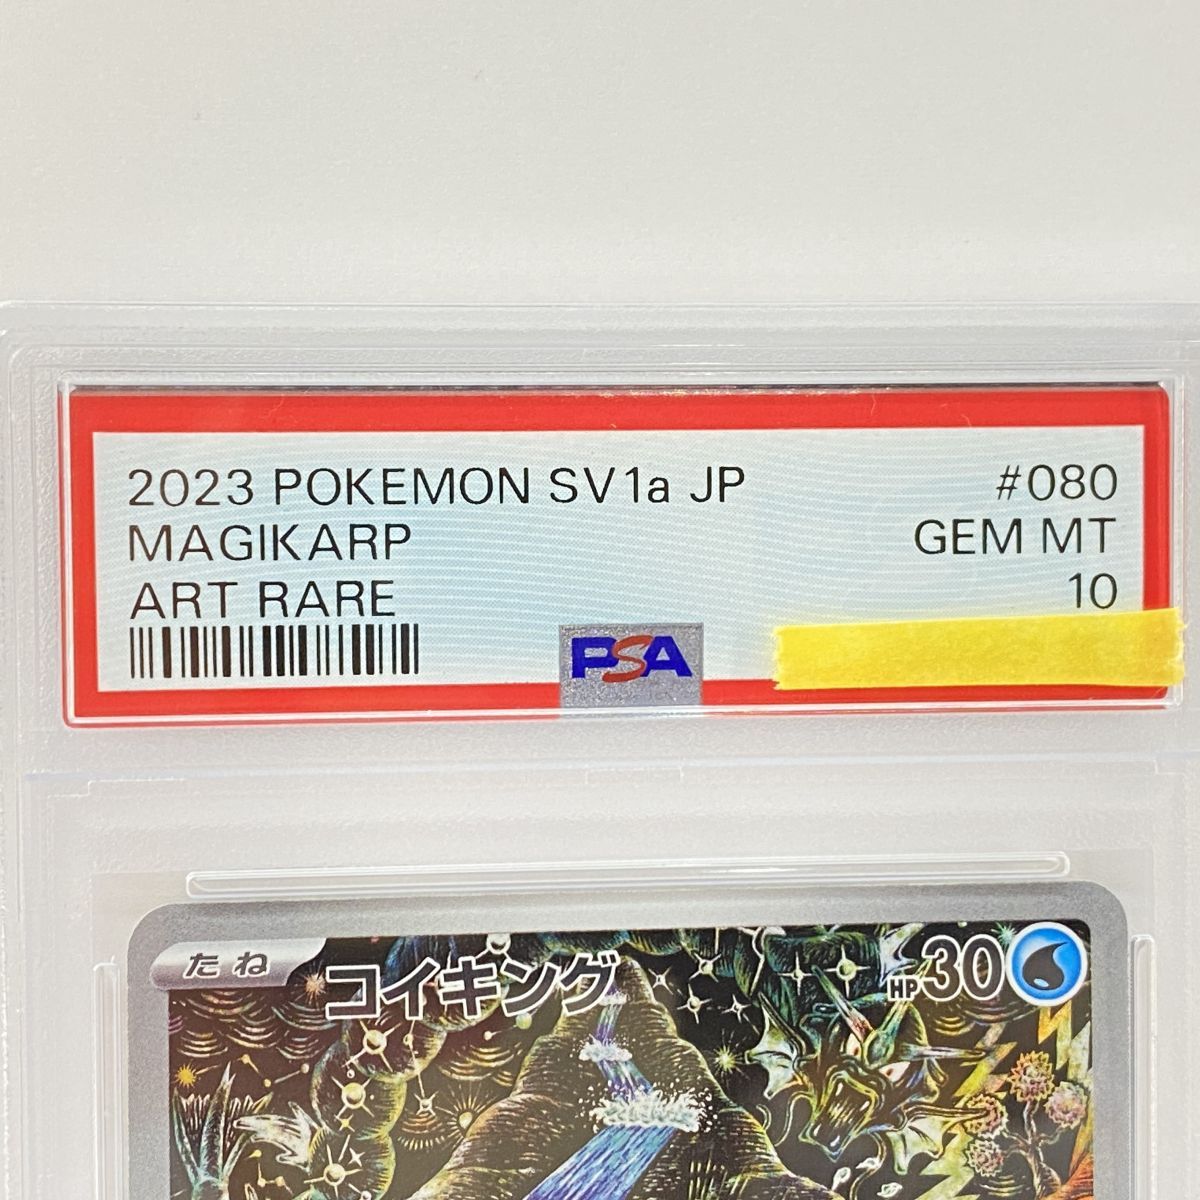 2023 POKEMON SV1a JP #080
MAGIKARP GEM MT
ART RARE 10
PSA
たね コイキング HP30